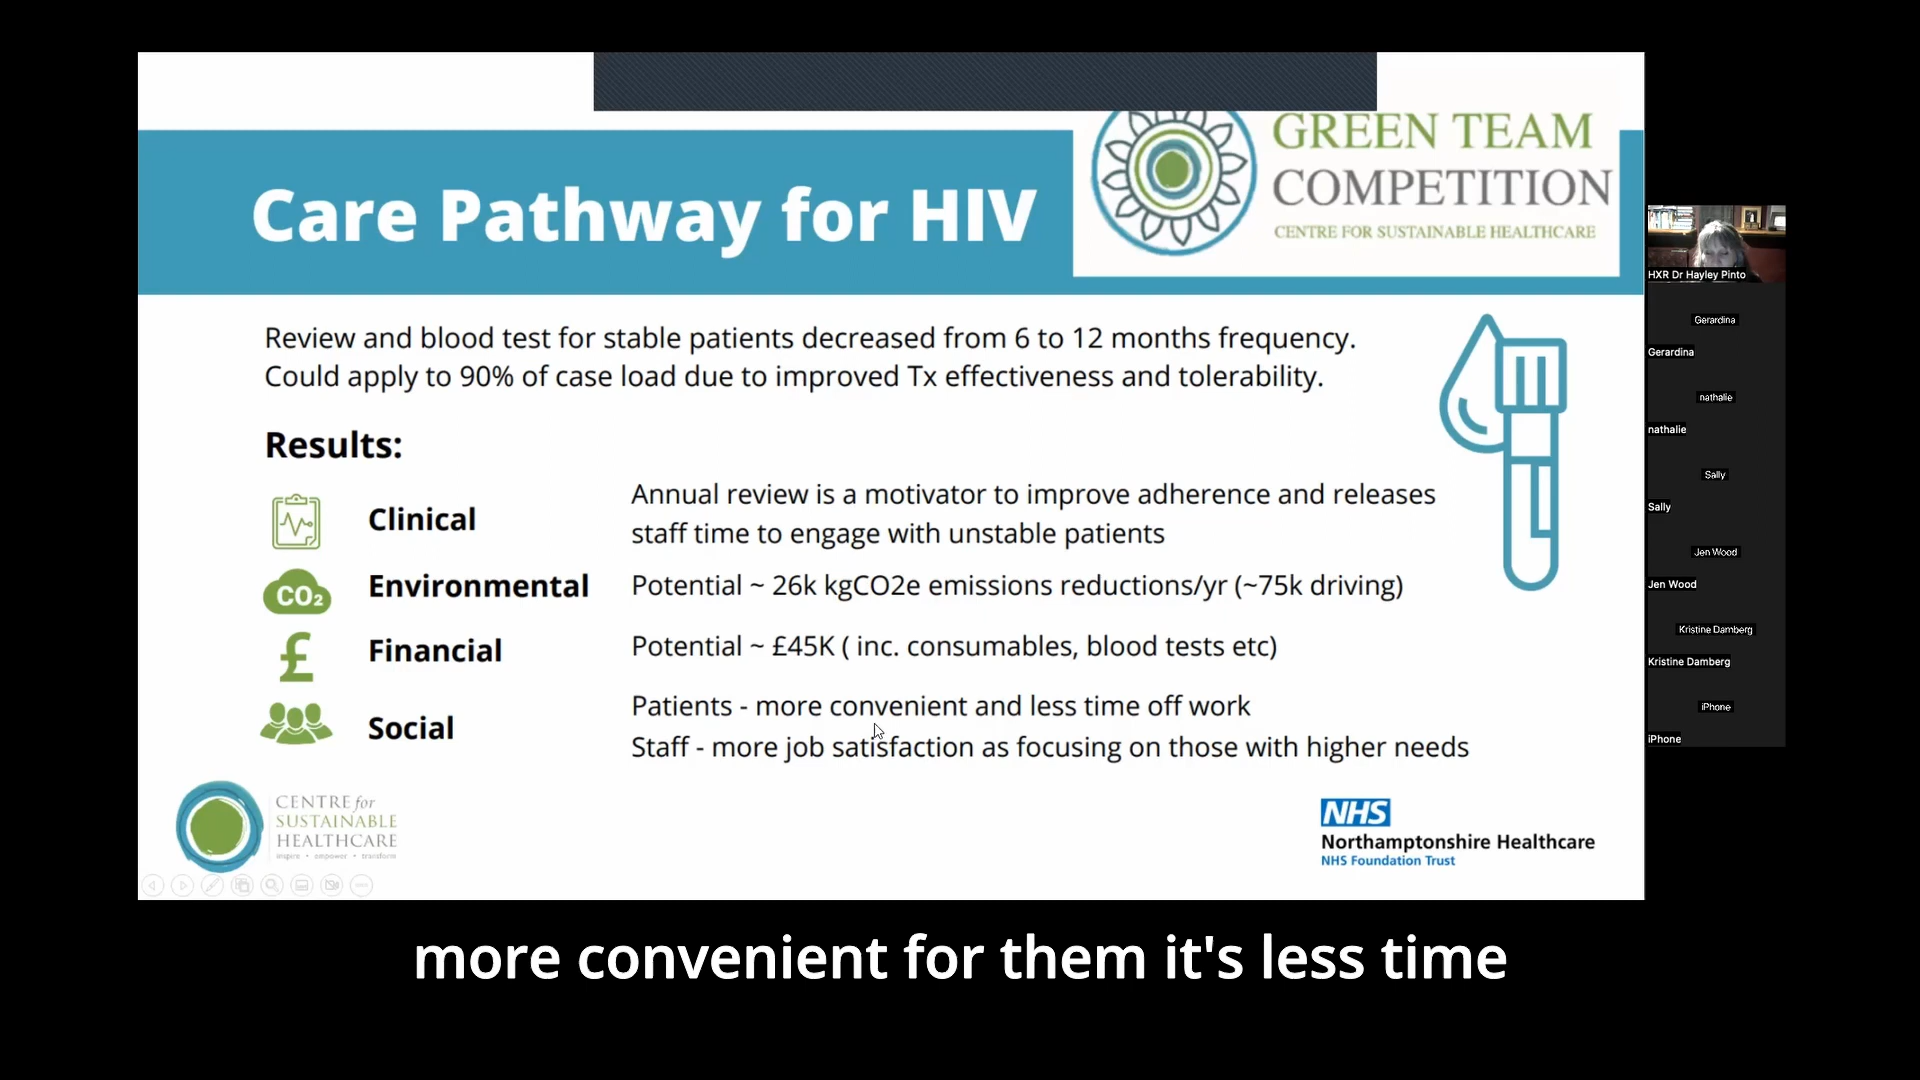 GREEN TEAM
COMPETITION
CENTRE FOR SUSTAINABLE HEALTHCARE
Care Pathway for HIV
Review and blood test for stable patients decreased from 6 to 12 months frequency.
Could apply to 90% of case load due to improved Tx effectiveness and tolerability.
Results:
Clinical
Annual review is a motivator to improve adherence and releases
staff time to engage with unstable patients
CO₂
Environmental
Potential ~ 26k kgCO2e emissions reductions/yr (~75k driving)
£
Financial
Potential ~ £45K ( inc. consumables, blood tests etc)
Social
Patients - more convenient and less time off work
Staff - more job satisfaction as focusing on those with higher needs
CENTRE for
SUSTAINABLE
HEALTHCARE
inspire • empower • transform
NHS
Northamptonshire Healthcare
NHS Foundation Trust
HXR Dr Hayley Pinto
Gerardina
Gerardina
nathalie
nathalie
Sally
Sally
Jen Wood
Jen Wood
Kristine Damberg
Kristine Damberg
iPhone
iPhone
more convenient for them it's less time